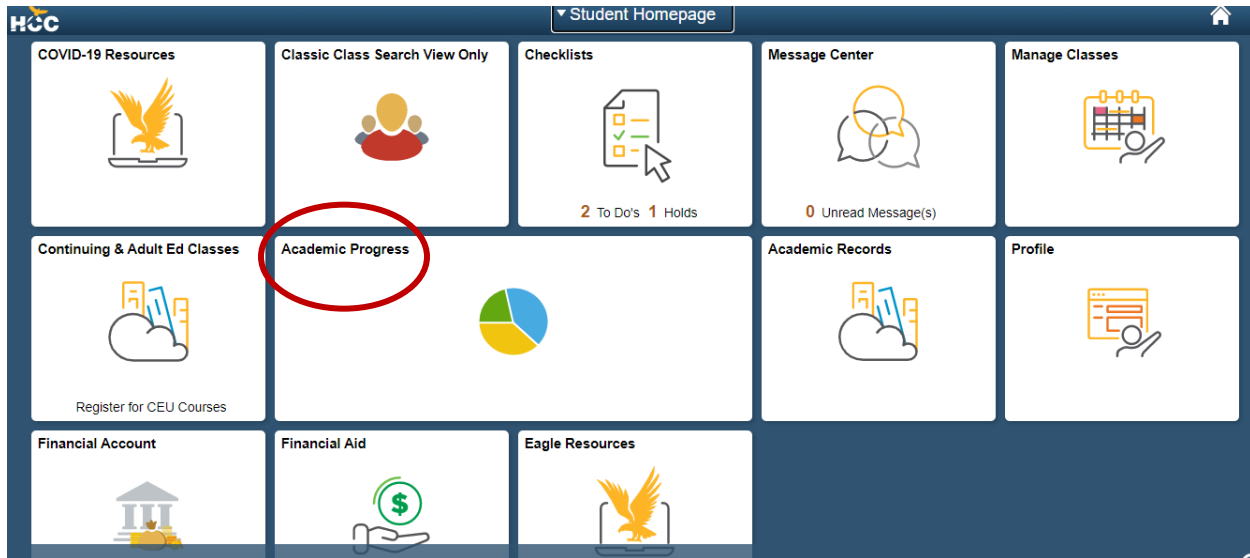 HCC
Student Homepage
COVID-19 Resources
Classic Class Search View Only
Checklists
2 To Do's 1 Holds
Message Center
0 Unread Message(s)
Manage Classes
Continuing & Adult Ed Classes
Register for CEU Courses
Academic Progress
Academic Records
Profile
Financial Account
Financial Aid
$
Eagle Resources